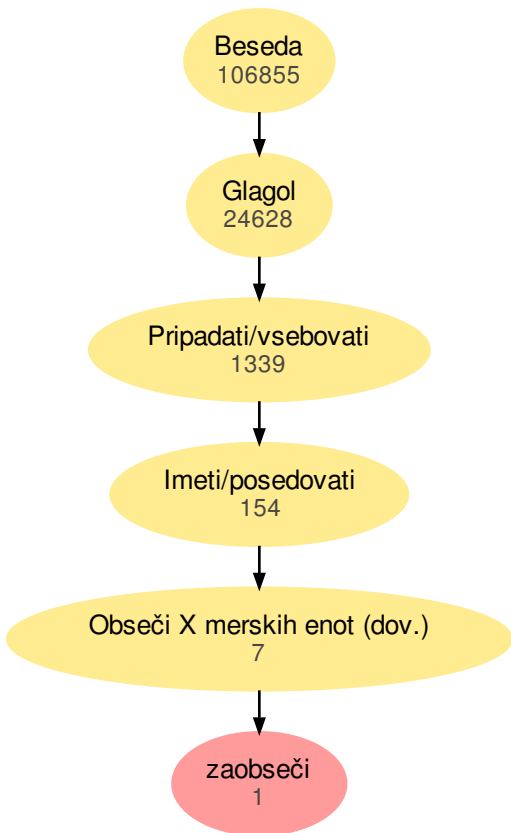 Beseda
106855
Glagol
24628
Pripadati/vsebovati
1339
Imeti/posedovati
154
Obseči X merskih enot (dov.)
7
zaobseči
1